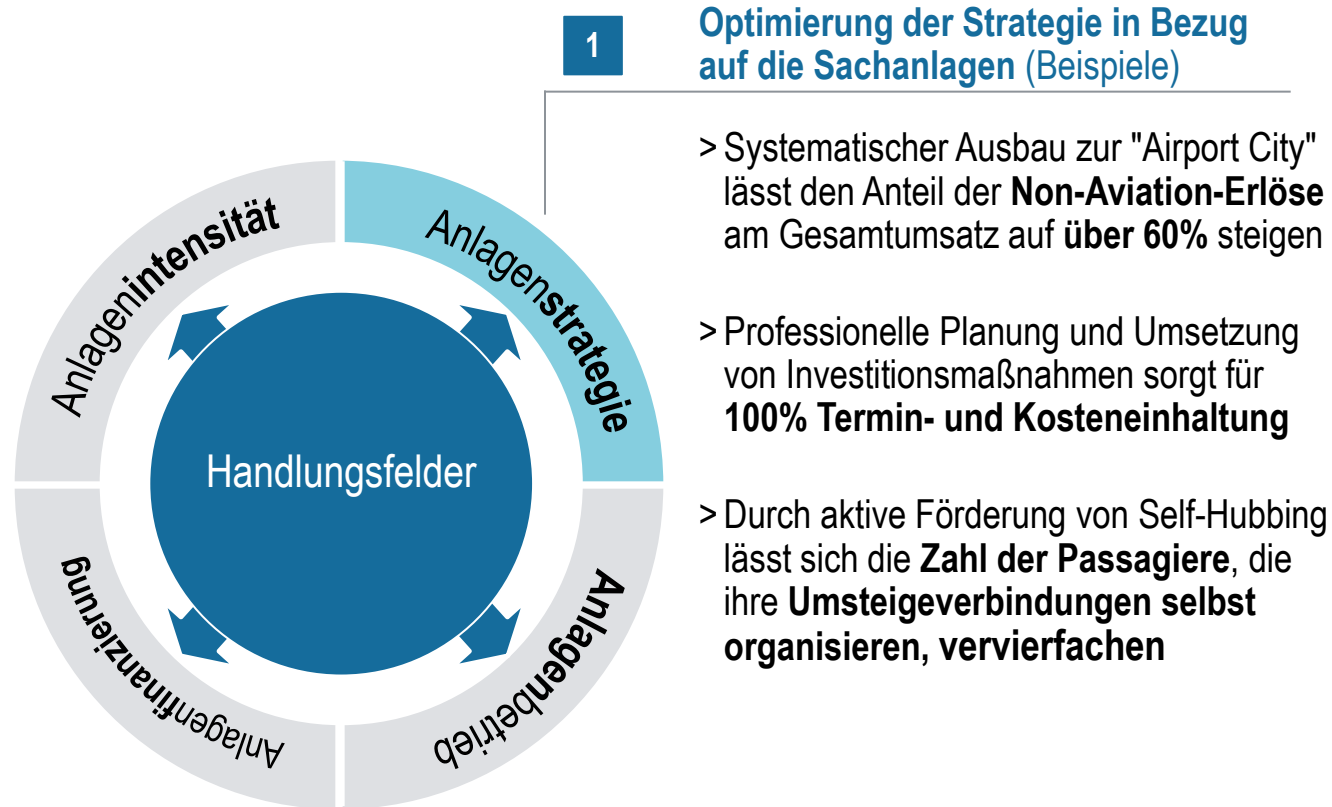 1
Optimierung der Strategie in Bezug
auf die Sachanlagen (Beispiele)
> Systematischer Ausbau zur "Airport City"
lässt den Anteil der Non-Aviation-Erlöse
am Gesamtumsatz auf über 60% steigen
> Professionelle Planung und Umsetzung
von Investitionsmaßnahmen sorgt für
100% Termin- und Kosteneinhaltung
> Durch aktive Förderung von Self-Hubbing
lässt sich die Zahl der Passagiere, die
ihre Umsteigeverbindungen selbst
organisieren, vervierfachen
Anlagenintensität
Anlagenstrategie
Handlungsfelder
Anlagenfinanzierung
Anlagenbetrieb